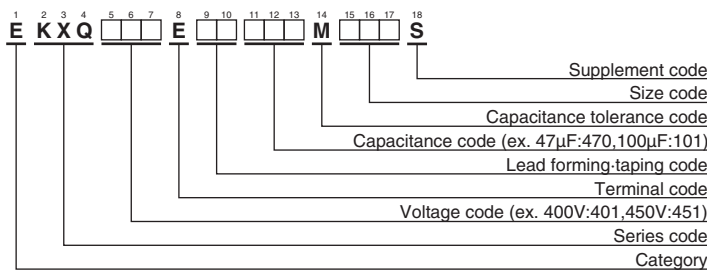 1 2 3 4 5 6 7 8 9 10 11 12 13 14 15 16 17 18
E K X Q E M S
Supplement code
Size code
Capacitance tolerance code
Capacitance code (ex. 47μF:470,100μF:101)
Lead forming·taping code
Terminal code
Voltage code (ex. 400V:401,450V:451)
Series code
Category